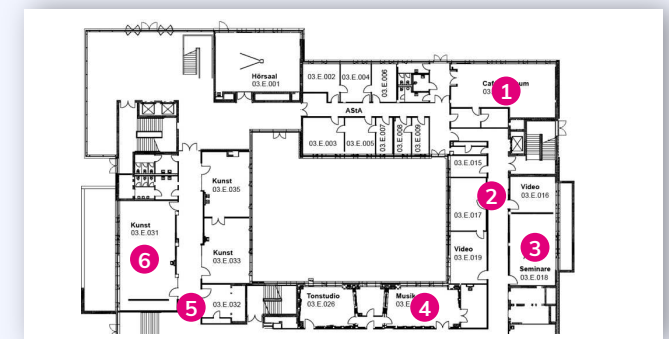 Hörsaal
03.E.001
03.E.002
03.E.004
03.E.006
1
AStA
03.E.003
03.E.005
03.E.007
03.E.008
03.E.009
03.E.015
2
Video
03.E.016
03.E.017
Kunst
03.E.035
Kunst
03.E.031
6
Kunst
03.E.033
Video
03.E.019
3
Seminare
03.E.018
5
03.E.032
Tonstudio
03.E.026
Musik
4